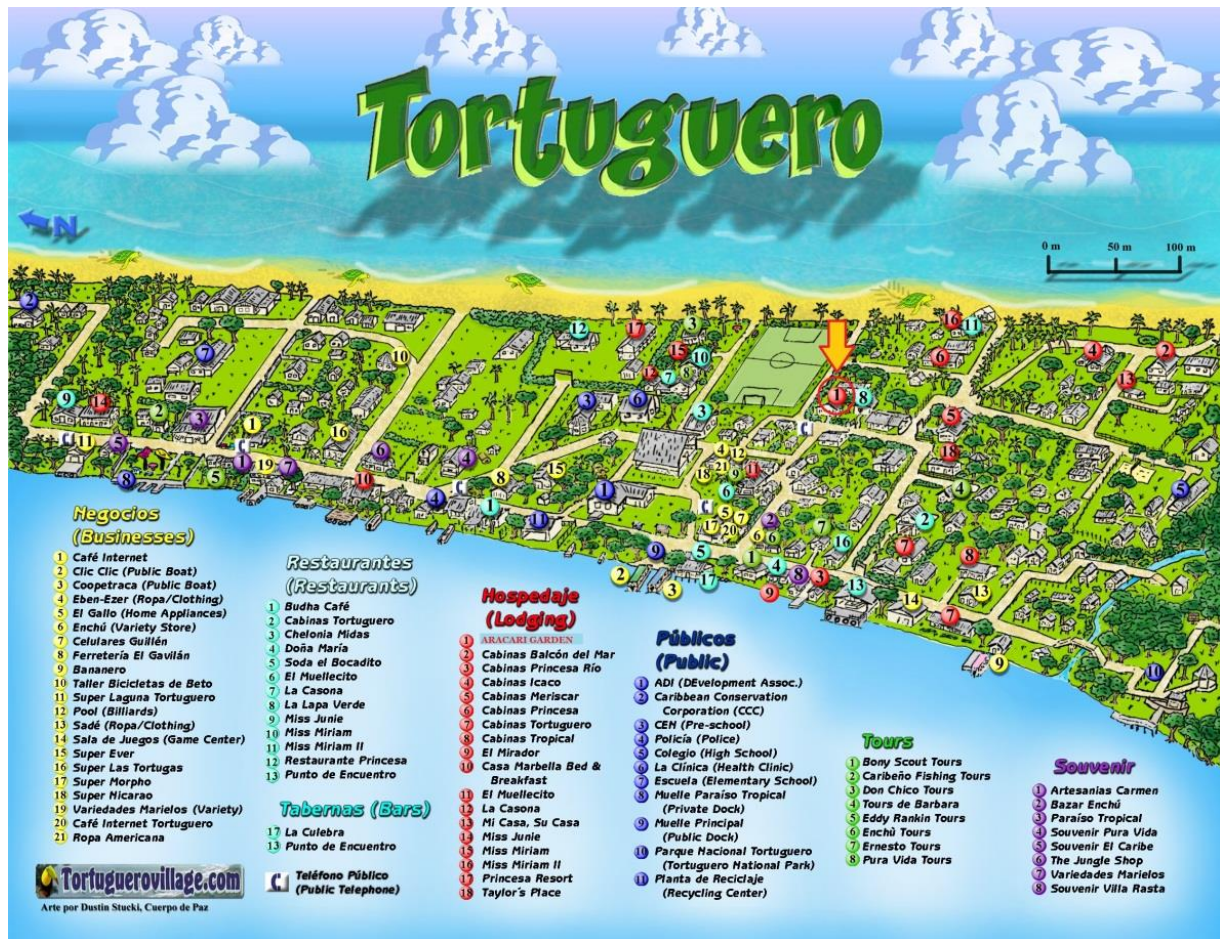 Tortuguero
N
0 m 50 m 100 m
Negocios
(Businesses)
1 Café Internet
2 Clic Clic (Public Boat)
3 Coopetraca (Public Boat)
4 Eben-Ezer (Ropa/Clothing)
5 El Gallo (Home Appliances)
6 Enchú (Variety Store)
7 Celulares Guillén
8 Ferretería El Gavilán
9 Bananero
10 Taller Bicicletas de Beto
11 Super Laguna Tortuguero
12 Pool (Billiards)
13 Sadé (Ropa/Clothing)
14 Sala de Juegos (Game Center)
15 Super Ever
16 Super Las Tortugas
17 Super Morpho
18 Super Nicarao
19 Variedades Marielos (Variety)
20 Café Internet Tortuguero
21 Ropa Americana
Tortuguerovillage.com
Arte por Dustin Stucki, Cuerpo de Paz
Restaurantes
(Restaurants)
1 Budha Café
2 Cabinas Tortuguero
3 Chelonia Midas
4 Doña María
5 Soda el Bocadito
6 El Muellecito
7 La Casona
8 La Lapa Verde
9 Miss Junie
10 Miss Miriam
11 Miss Miriam II
12 Restaurante Princesa
13 Punto de Encuentro
Tabernas (Bars)
17 La Culebra
13 Punto de Encuentro
Teléfono Público
(Public Telephone)
Hospedaje
(Lodging)
1 ARACARI GARDEN
2 Cabinas Balcón del Mar
3 Cabinas Princesa Río
4 Cabinas Icaco
5 Cabinas Meriscar
6 Cabinas Princesa
7 Cabinas Tortuguero
8 Cabinas Tropical
9 El Mirador
10 Casa Marbella Bed &
Breakfast
11 El Muellecito
12 La Casona
13 Mi Casa, Su Casa
14 Miss Junie
15 Miss Miriam
16 Miss Miriam II
17 Princesa Resort
18 Taylor's Place
Públicos
(Public)
1 ADI (DEvelopment Assoc.)
2 Caribbean Conservation
Corporation (CCC)
3 CEN (Pre-school)
4 Policía (Police)
5 Colegio (High School)
6 La Clínica (Health Clinic)
7 Escuela (Elementary School)
8 Muelle Paraíso Tropical
(Private Dock)
9 Muelle Principal
(Public Dock)
10 Parque Nacional Tortuguero
(Tortuguero National Park)
11 Planta de Reciclaje
(Recycling Center)
Tours
1 Bony Scout Tours
2 Caribeño Fishing Tours
3 Don Chico Tours
4 Tours de Barbara
5 Eddy Rankin Tours
6 Enchù Tours
7 Ernesto Tours
8 Pura Vida Tours
Souvenir
1 Artesanias Carmen
2 Bazar Enchú
3 Paraíso Tropical
4 Souvenir Pura Vida
5 Souvenir El Caribe
6 The Jungle Shop
7 Variedades Marielos
8 Souvenir Villa Rasta